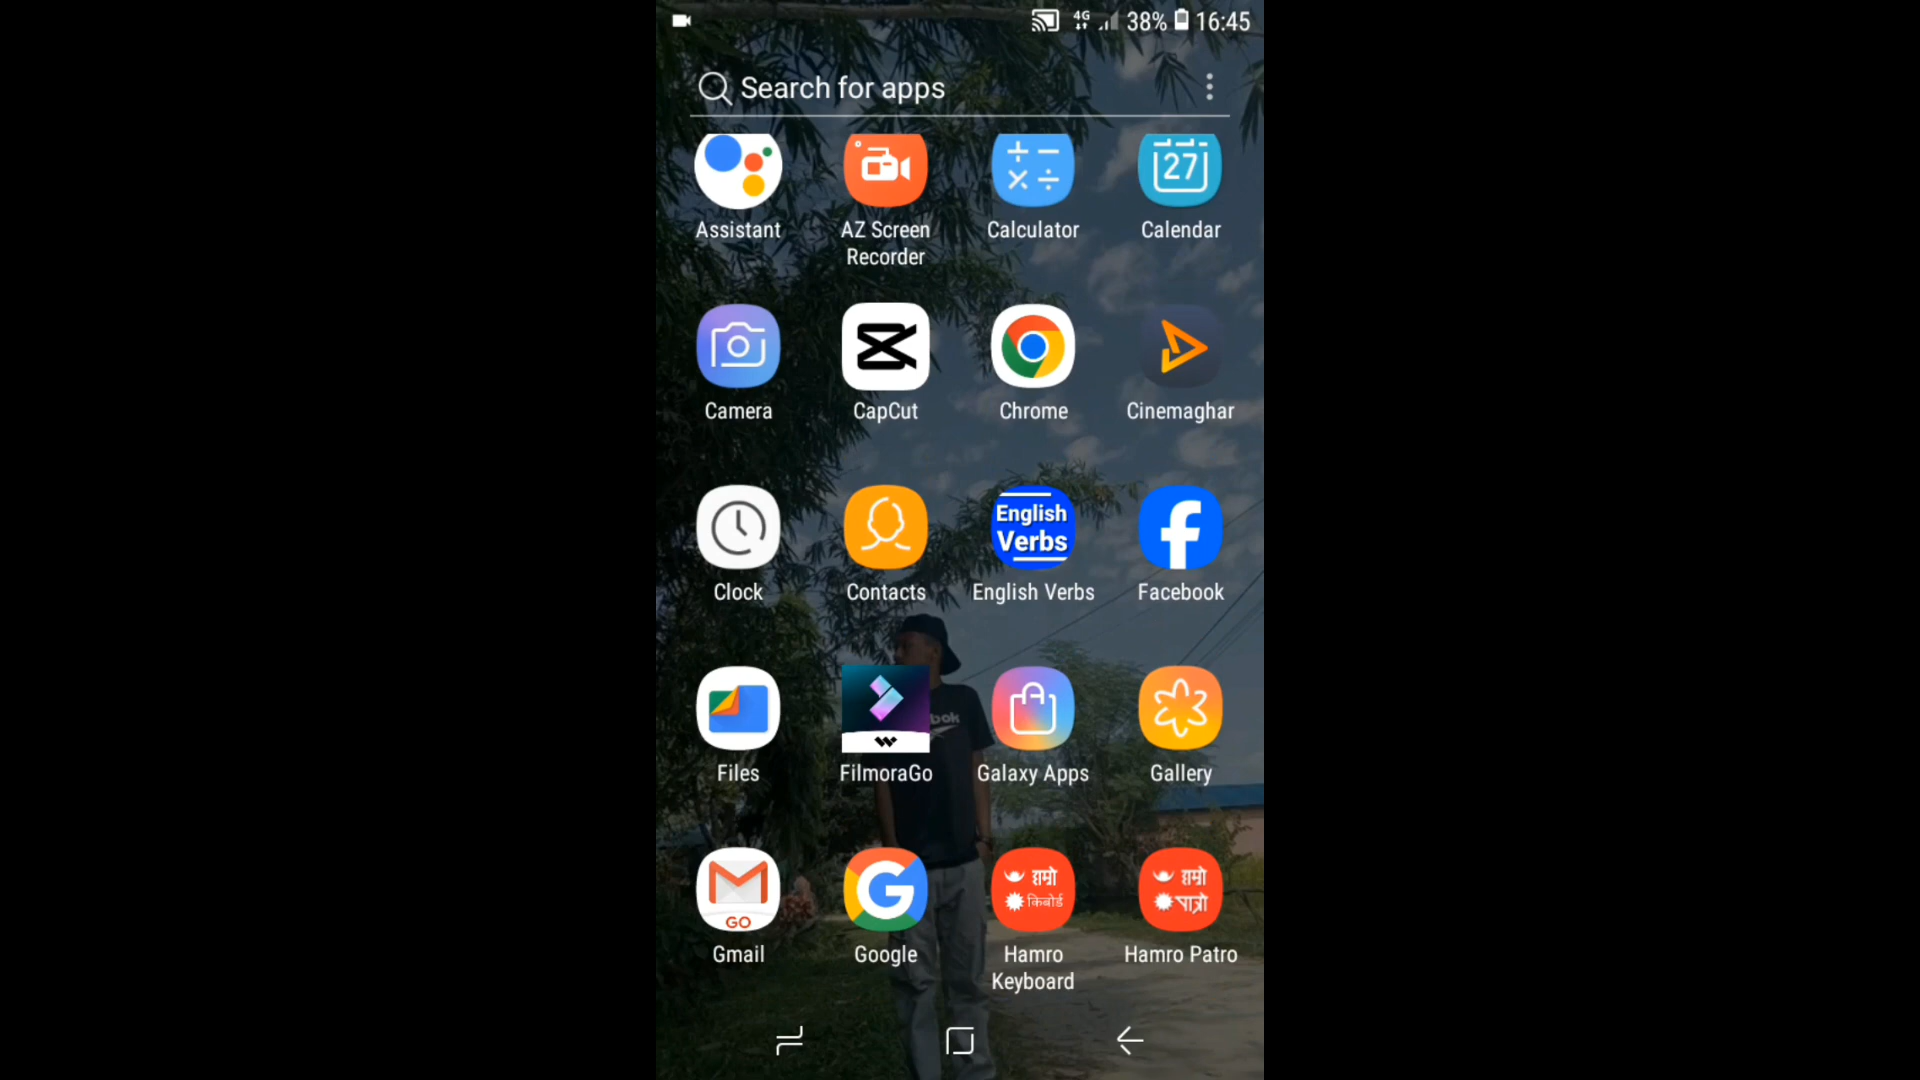 4G 38% 16:45
Search for apps
27
Assistant
AZ Screen
Recorder
Calculator
Calendar
Camera
CapCut
Chrome
Cinemaghar
English
Verbs
Clock
Contacts
English Verbs
Facebook
bok
Files
FilmoraGo
Galaxy Apps
Gallery
GO
हाम्रो
किबोर्ड
हाम्रो
पात्रो
Gmail
Google
Hamro
Keyboard
Hamro Patro